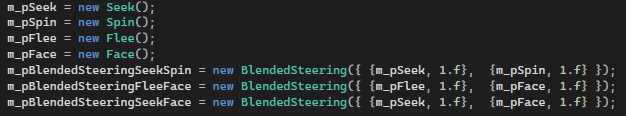 m_pSeek = new Seek();
m_pSpin = new Spin();
m_pFlee = new Flee();
m_pFace = new Face();
m_pBlendedSteeringSeekSpin = new BlendedSteering({ {m_pSeek, 1.f},  {m_pSpin, 1.f} });
m_pBlendedSteeringFleeFace = new BlendedSteering({ {m_pFlee, 1.f},  {m_pFace, 1.f} });
m_pBlendedSteeringSeekFace = new BlendedSteering({ {m_pSeek, 1.f},  {m_pFace, 1.f} });